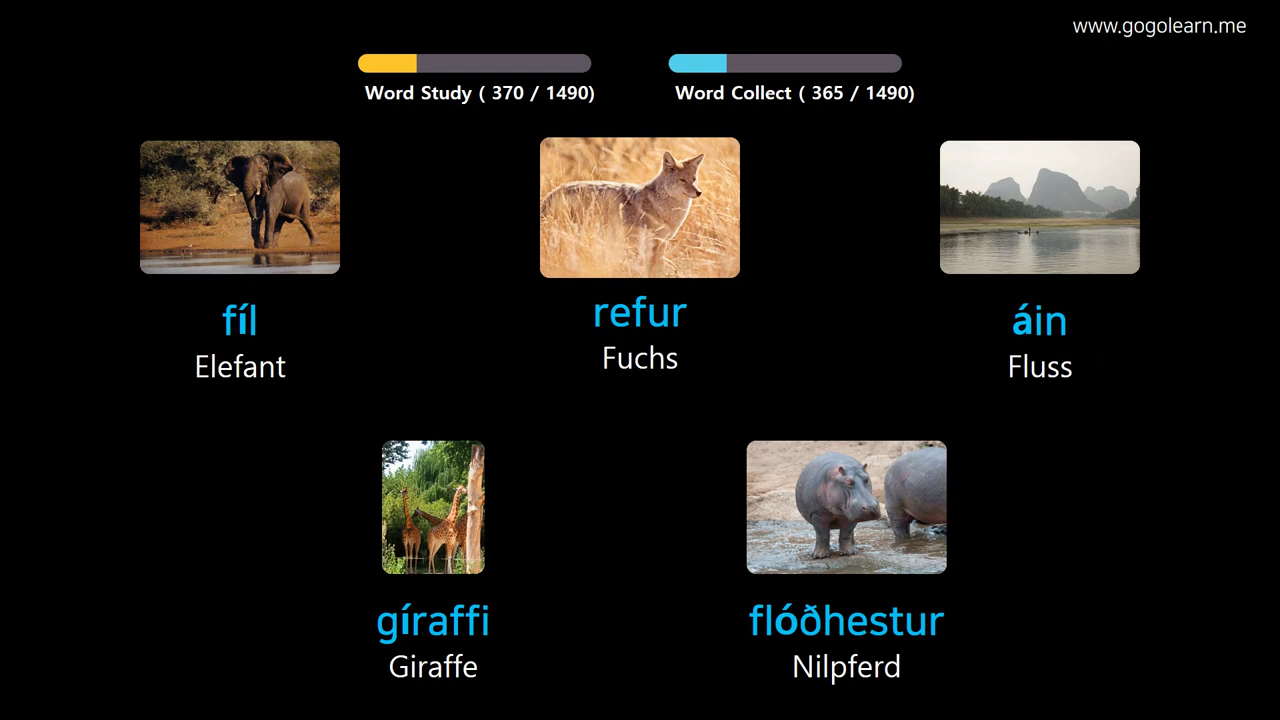 www.gogolearn.me
Word Study ( 370 / 1490)
Word Collect ( 365 / 1490)
fíl
Elefant
refur
Fuchs
áin
Fluss
gíraffi
Giraffe
flóðhestur
Nilpferd